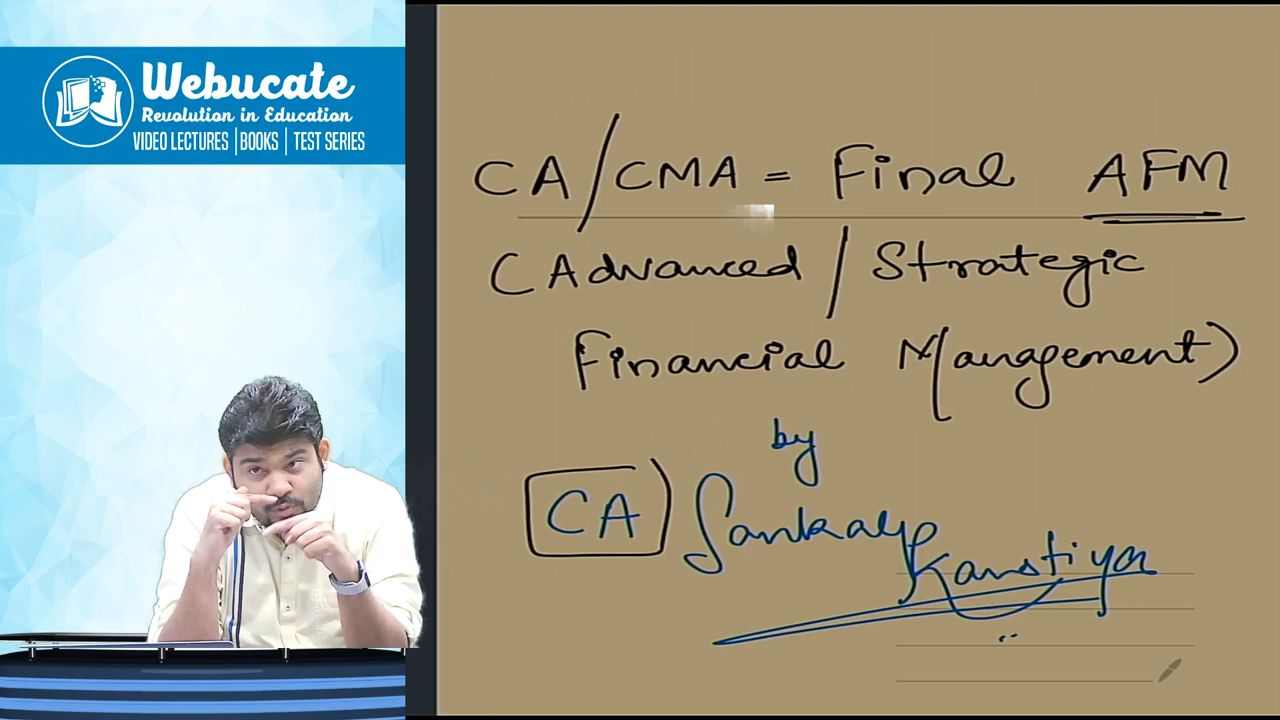 Webucate
Revolution in Education
VIDEO LECTURES | BOOKS | TEST SERIES
CA/CMA = Final AFM
(Advanced / Strategic
Financial Management)
by
CA Sankalp
Kanstiya